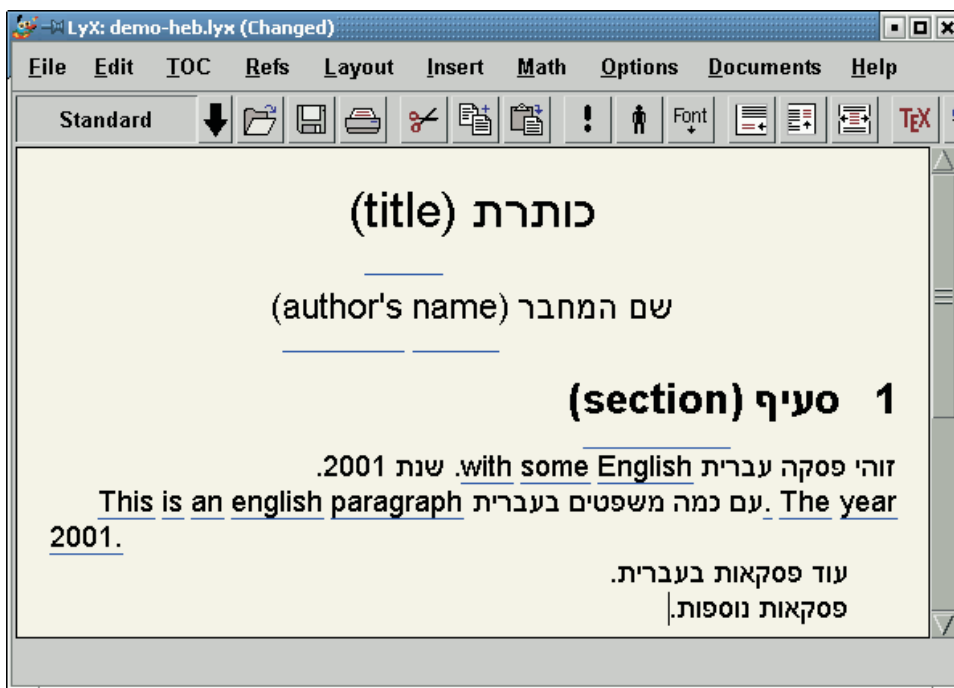 LyX: demo-heb.lyx (Changed)
File Edit TOC Refs Layout Insert Math Options Documents Help
Standard ! Font TEX
כותרת (title)
שם המחבר (author's name)
1 סעיף (section)
זוהי פסקה עברית with some English. שנת 2001.
This is an english paragraph עם כמה משפטים בעברית. The year
2001.
עוד פסקאות בעברית.
פסקאות נוספות.